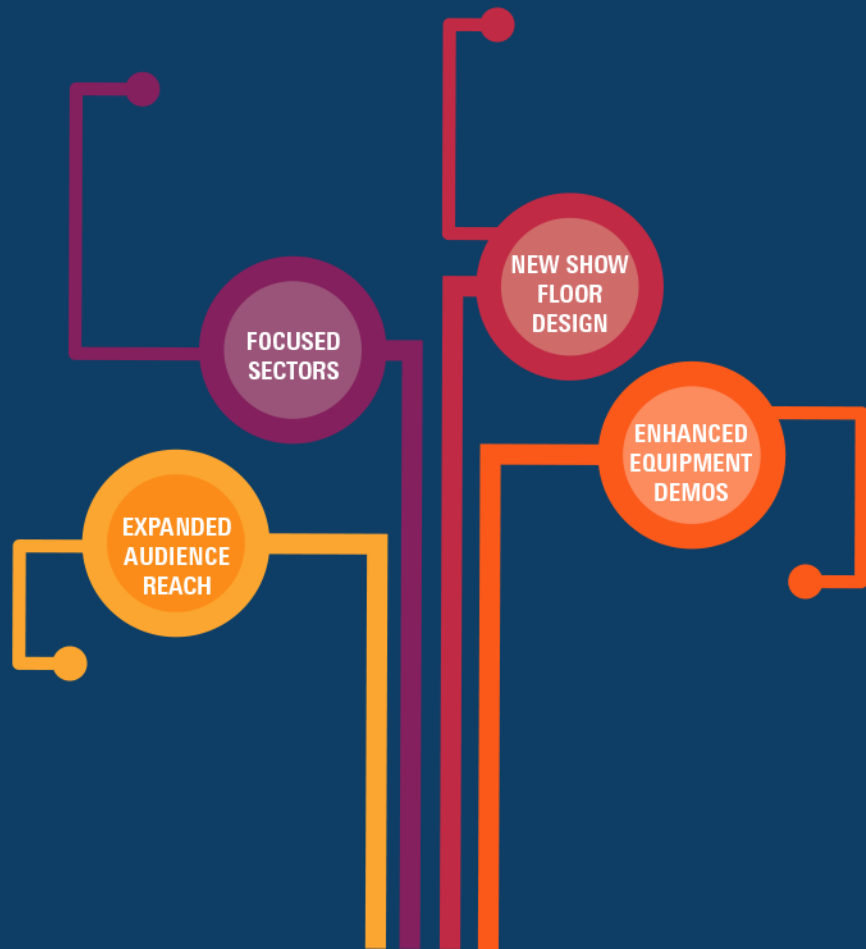 NEW SHOW
FLOOR
DESIGN
FOCUSED
SECTORS
ENHANCED
EQUIPMENT
DEMOS
EXPANDED
AUDIENCE
REACH